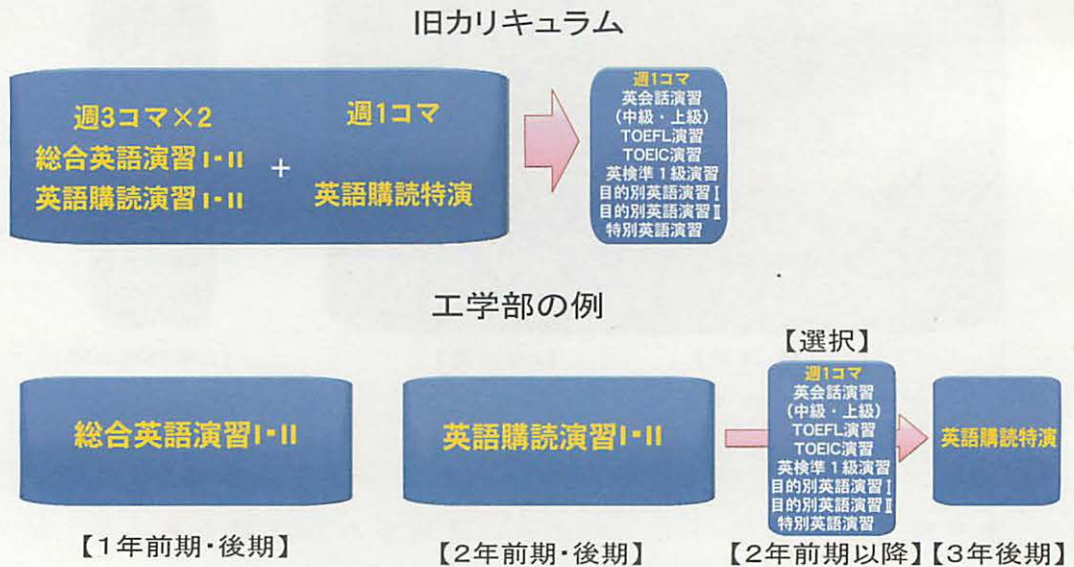 旧カリキュラム
週3コマ×2
総合英語演習Ⅰ・Ⅱ
英語購読演習Ⅰ・Ⅱ
+
週1コマ
英語購読特演
週1コマ
英会話演習
(中級・上級)
TOEFL演習
TOEIC演習
英検準1級演習
目的別英語演習Ⅰ
目的別英語演習Ⅱ
特別英語演習
工学部の例
総合英語演習Ⅰ・Ⅱ
【1年前期・後期】
英語購読演習Ⅰ・Ⅱ
【2年前期・後期】
【選択】
週1コマ
英会話演習
(中級・上級)
TOEFL演習
TOEIC演習
英検準1級演習
目的別英語演習Ⅰ
目的別英語演習Ⅱ
特別英語演習
【2年前期以降】
英語購読特演
【3年後期】